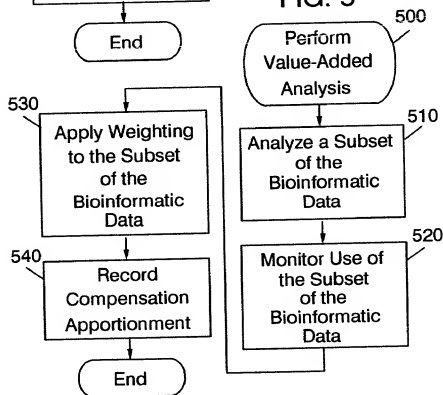 End
500
Perform
Value-Added
Analysis
510
Analyze a Subset
of the
Bioinformatic
Data
520
Monitor Use of
the Subset
of the
Bioinformatic
Data
530
Apply Weighting
to the Subset
of the
Bioinformatic
Data
540
Record
Compensation
Apportionment
End